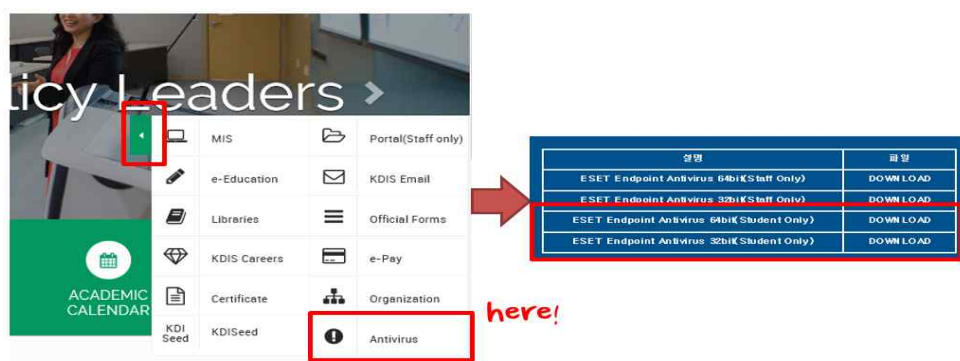 licy Leaders
MIS
Portal(Staff only)
e-Education
KDIS Email
Libraries
Official Forms
KDIS Careers
e-Pay
Certificate
Organization
KDI Seed
KDISeed
Antivirus
ACADEMIC
CALENDAR
here!
설명 파일
ESET Endpoint Antivirus 64bit(Staff Only) DOWNLOAD
ESET Endpoint Antivirus 32bit(Staff Only) DOWNLOAD
ESET Endpoint Antivirus 64bit(Student Only) DOWNLOAD
ESET Endpoint Antivirus 32bit(Student Only) DOWNLOAD